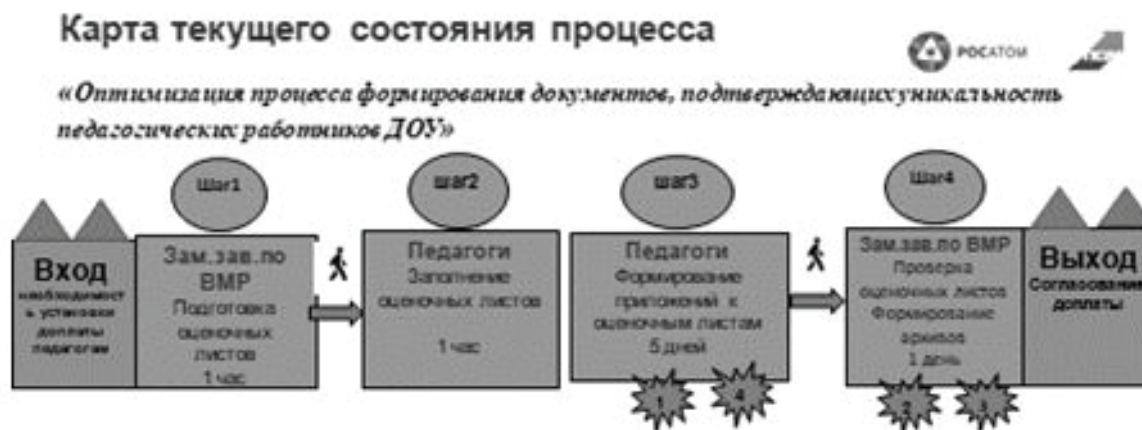 Карта текущего состояния процесса
РОСАТОМ
«Оптимизация процесса формирования документов, подтверждающих уникальность
педагогических работников ДОУ»
Шаг1
шаг2
шаг3
Шаг4
Вход
необходимост
ь установки
доплаты
педагогам
Зам.зав.по
ВМР
Подготовка
оценочных
листов
1 час
Педагоги
Заполнение
оценочных листов
1 час
Педагоги
Формирование
приложений к
оценочным листам
5 дней
1
4
Зам.зав.по ВМР
Проверка
оценочных листов
Формирование
архивов
1 день
2
3
Выход
Согласование
доплаты